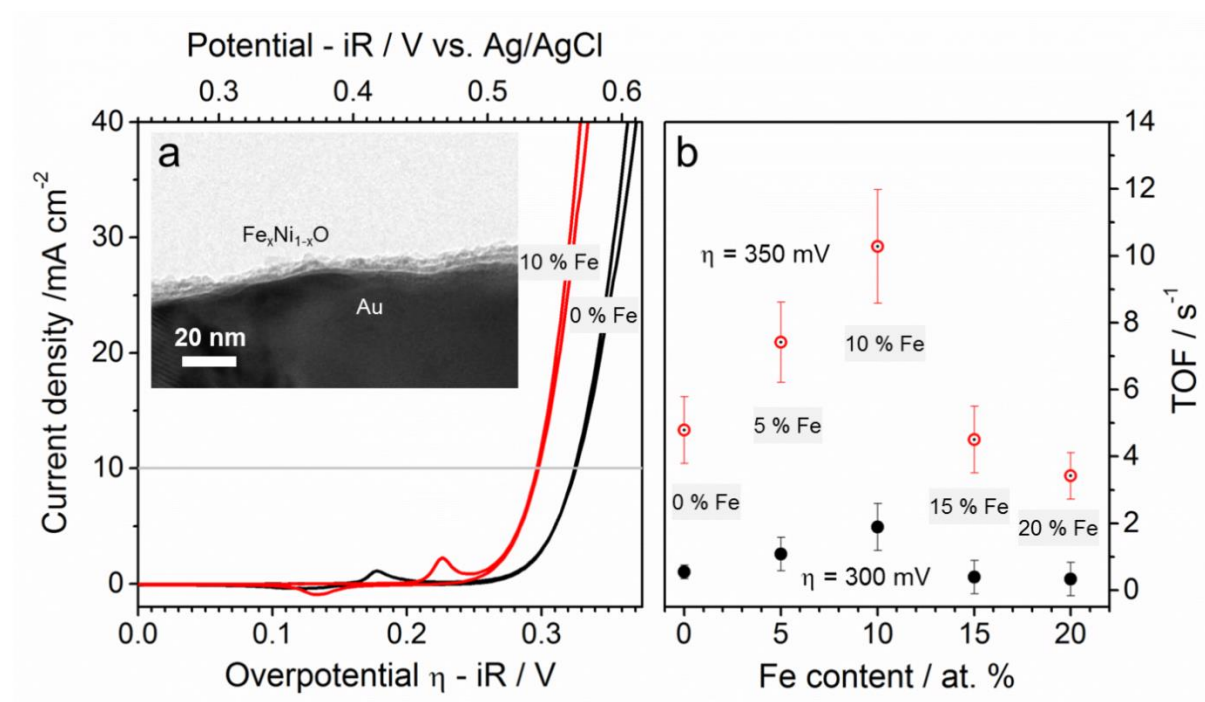 Potential - iR / V vs. Ag/AgCl
0.3 0.4 0.5 0.6
Current density /mA cm⁻²
40
30
20
10
0
a
FeₓNi₁₋ₓO
Au
20 nm
10 % Fe
0 % Fe
0.0 0.1 0.2 0.3
Overpotential η - iR / V
b
η = 350 mV
0 % Fe
5 % Fe
10 % Fe
15 % Fe
20 % Fe
η = 300 mV
14
12
10
8
6
4
2
0
TOF / s⁻¹
0 5 10 15 20
Fe content / at. %